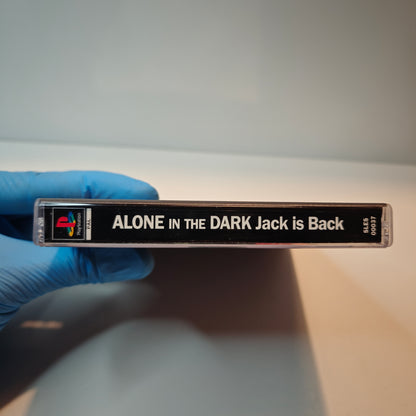 PlayStation
PAL
ALONE IN THE DARK Jack is Back
SLES
00037